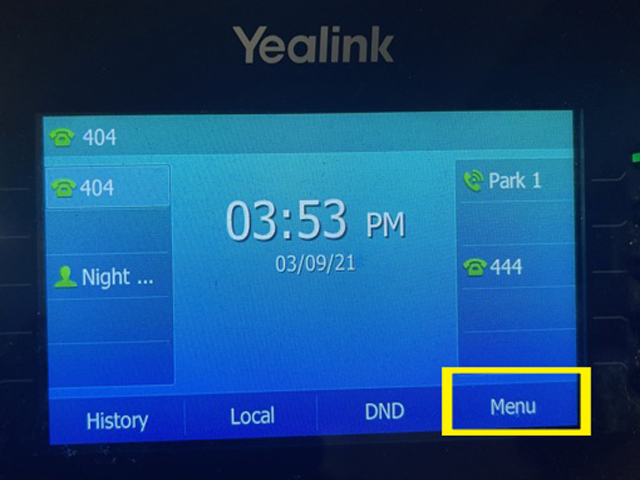 Yealink
404
404
Park 1
03:53 PM
03/09/21
444
Night ...
History
Local
DND
Menu